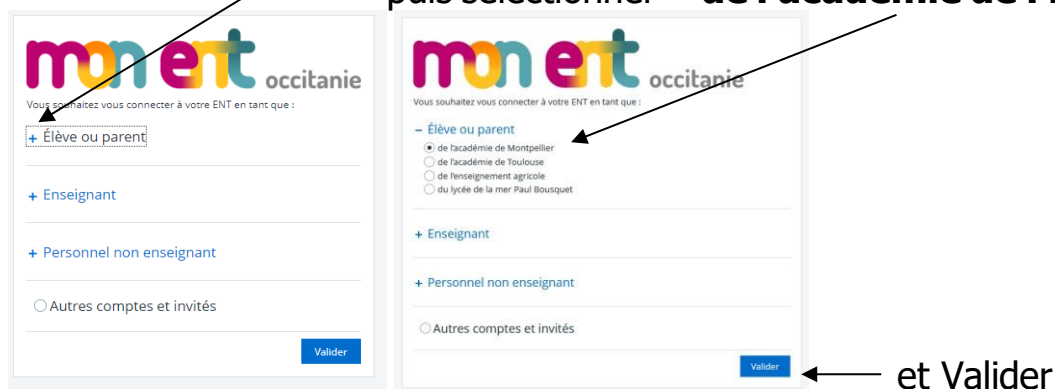 puis sélectionner « de l'académie de
mon ent occitanie
Vous souhaitez vous connecter à votre ENT en tant que :
+ Élève ou parent
+ Enseignant
+ Personnel non enseignant
Autres comptes et invités
Valider
mon ent occitanie
Vous souhaitez vous connecter à votre ENT en tant que :
– Élève ou parent
de l'académie de Montpellier
de l'académie de Toulouse
de l'enseignement agricole
du lycée de la mer Paul Bousquet
+ Enseignant
+ Personnel non enseignant
Autres comptes et invités
Valider
et Valider